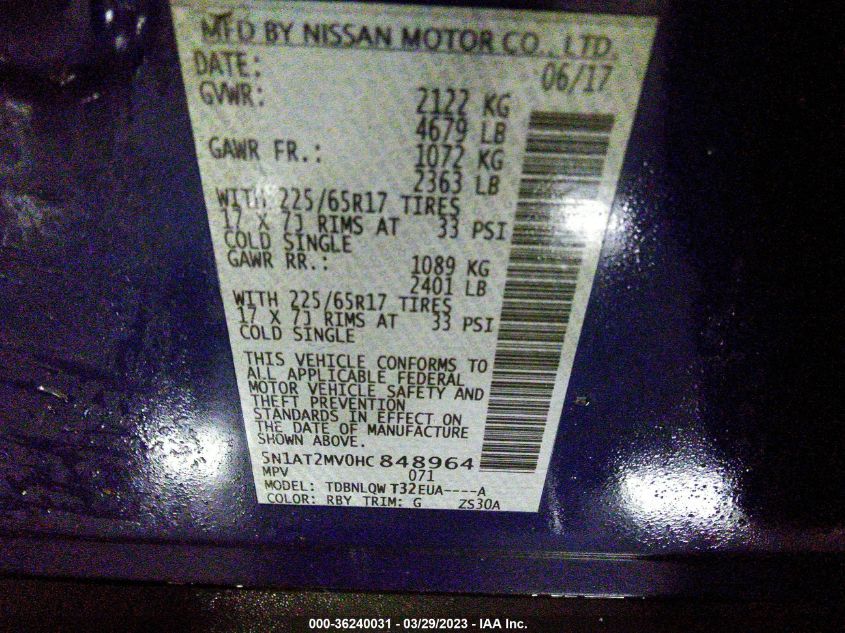 MFD BY NISSAN MOTOR CO., LTD.
DATE: 06/17
GVWR: 2122 KG
4679 LB
GAWR FR.: 1072 KG
2363 LB
WITH 225/65R17 TIRES
17 X 7J RIMS AT 33 PSI
COLD SINGLE
GAWR RR.: 1089 KG
2401 LB
WITH 225/65R17 TIRES
17 X 7J RIMS AT 33 PSI
COLD SINGLE
THIS VEHICLE CONFORMS TO
ALL APPLICABLE FEDERAL
MOTOR VEHICLE SAFETY AND
THEFT PREVENTION
STANDARDS IN EFFECT ON
THE DATE OF MANUFACTURE
SHOWN ABOVE.
5N1AT2MV0HC848964
MPV 071
MODEL: TDBNLQW T32EUA----A
COLOR: RBY TRIM: G ZS30A
000-36240031 - 03/29/2023 - IAA Inc.